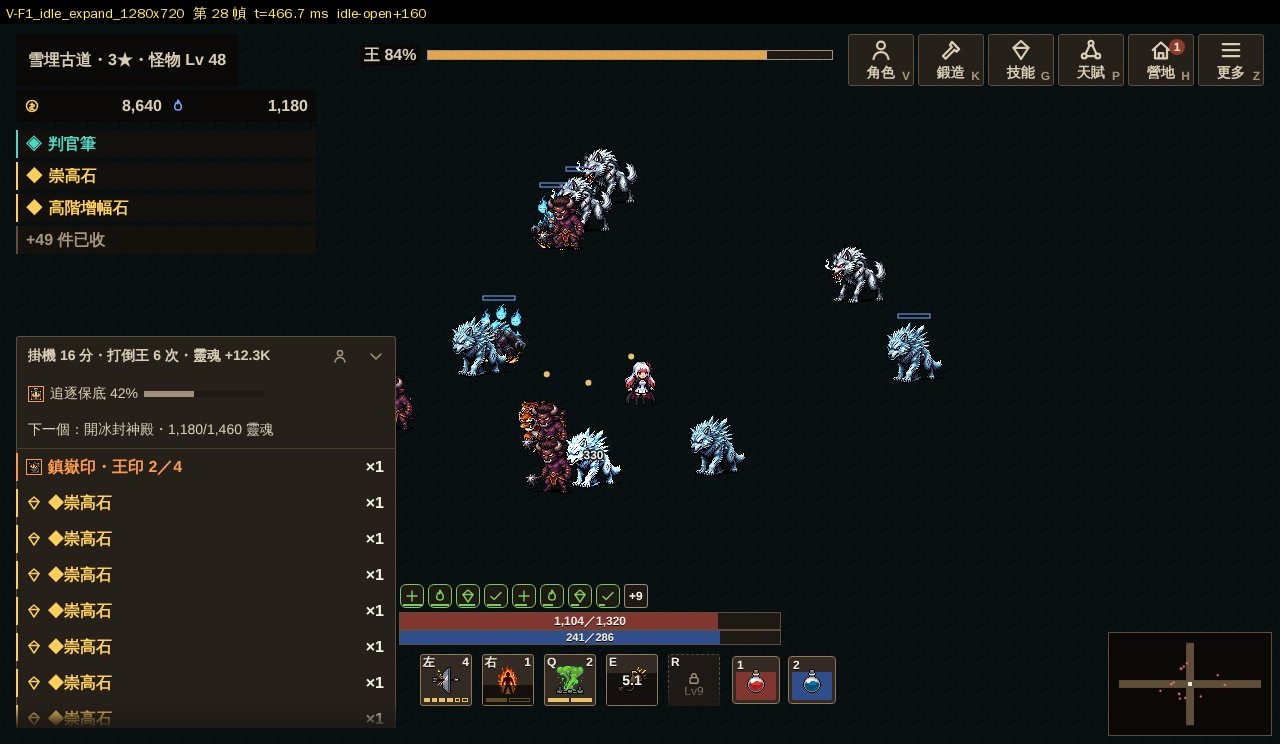 V-F1_idle_expand_1280x720 第 28 幀 t=466.7 ms idle-open+160
雪埋古道・3★・怪物 Lv 48
王 84%
角色 V
鍛造 K
技能 G
天賦 P
營地 H 1
更多 Z
8,640 1,180
◈ 判官筆
◆ 崇高石
◆ 高階增幅石
+49 件已收
掛機 16 分・打倒王 6 次・靈魂 +12.3K
追逐保底 42%
下一個：開冰封神殿・1,180/1,460 靈魂
鎮嶽印・王印 2／4 ×1
◆崇高石 ×1
◆崇高石 ×1
◆崇高石 ×1
◆崇高石 ×1
◆崇高石 ×1
◆崇高石 ×1
◆崇高石 ×1
330
+9
1,104／1,320
241／286
左 4
右 1
Q 2
E 5.1
R Lv9
1
2